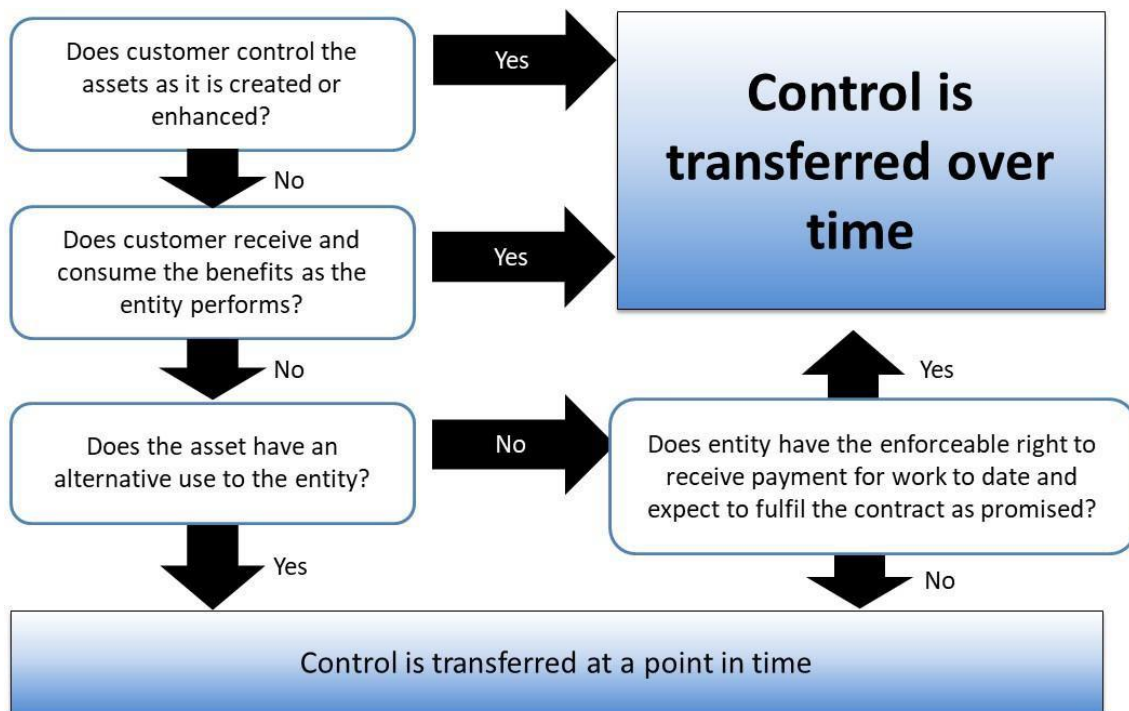 Does customer control the
assets as it is created or
enhanced?
Yes
Control is
transferred over
time
No
Does customer receive and
consume the benefits as the
entity performs?
Yes
No
Yes
Does the asset have an
alternative use to the entity?
No
Does entity have the enforceable right to
receive payment for work to date and
expect to fulfil the contract as promised?
Yes
No
Control is transferred at a point in time